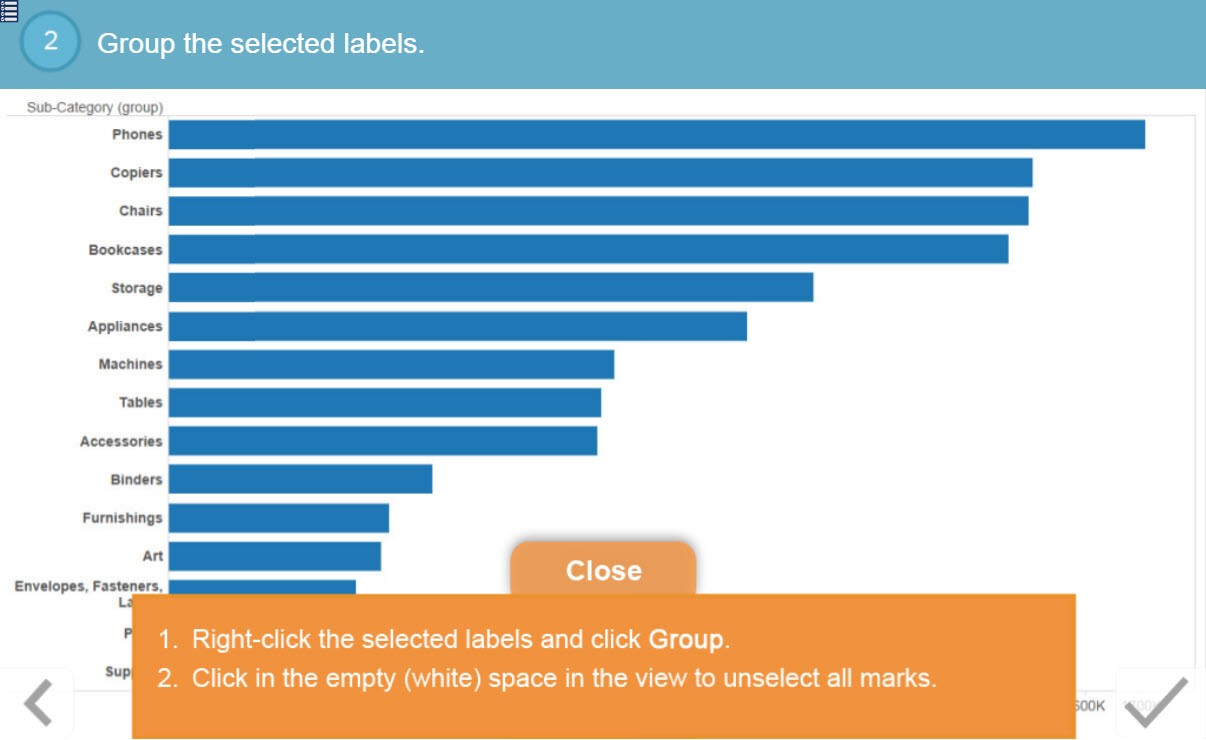 2
Group the selected labels.
Sub-Category (group)
Phones
Copiers
Chairs
Bookcases
Storage
Appliances
Machines
Tables
Accessories
Binders
Furnishings
Art
Envelopes, Fasteners,
Close
1. Right-click the selected labels and click Group.
2. Click in the empty (white) space in the view to unselect all marks.